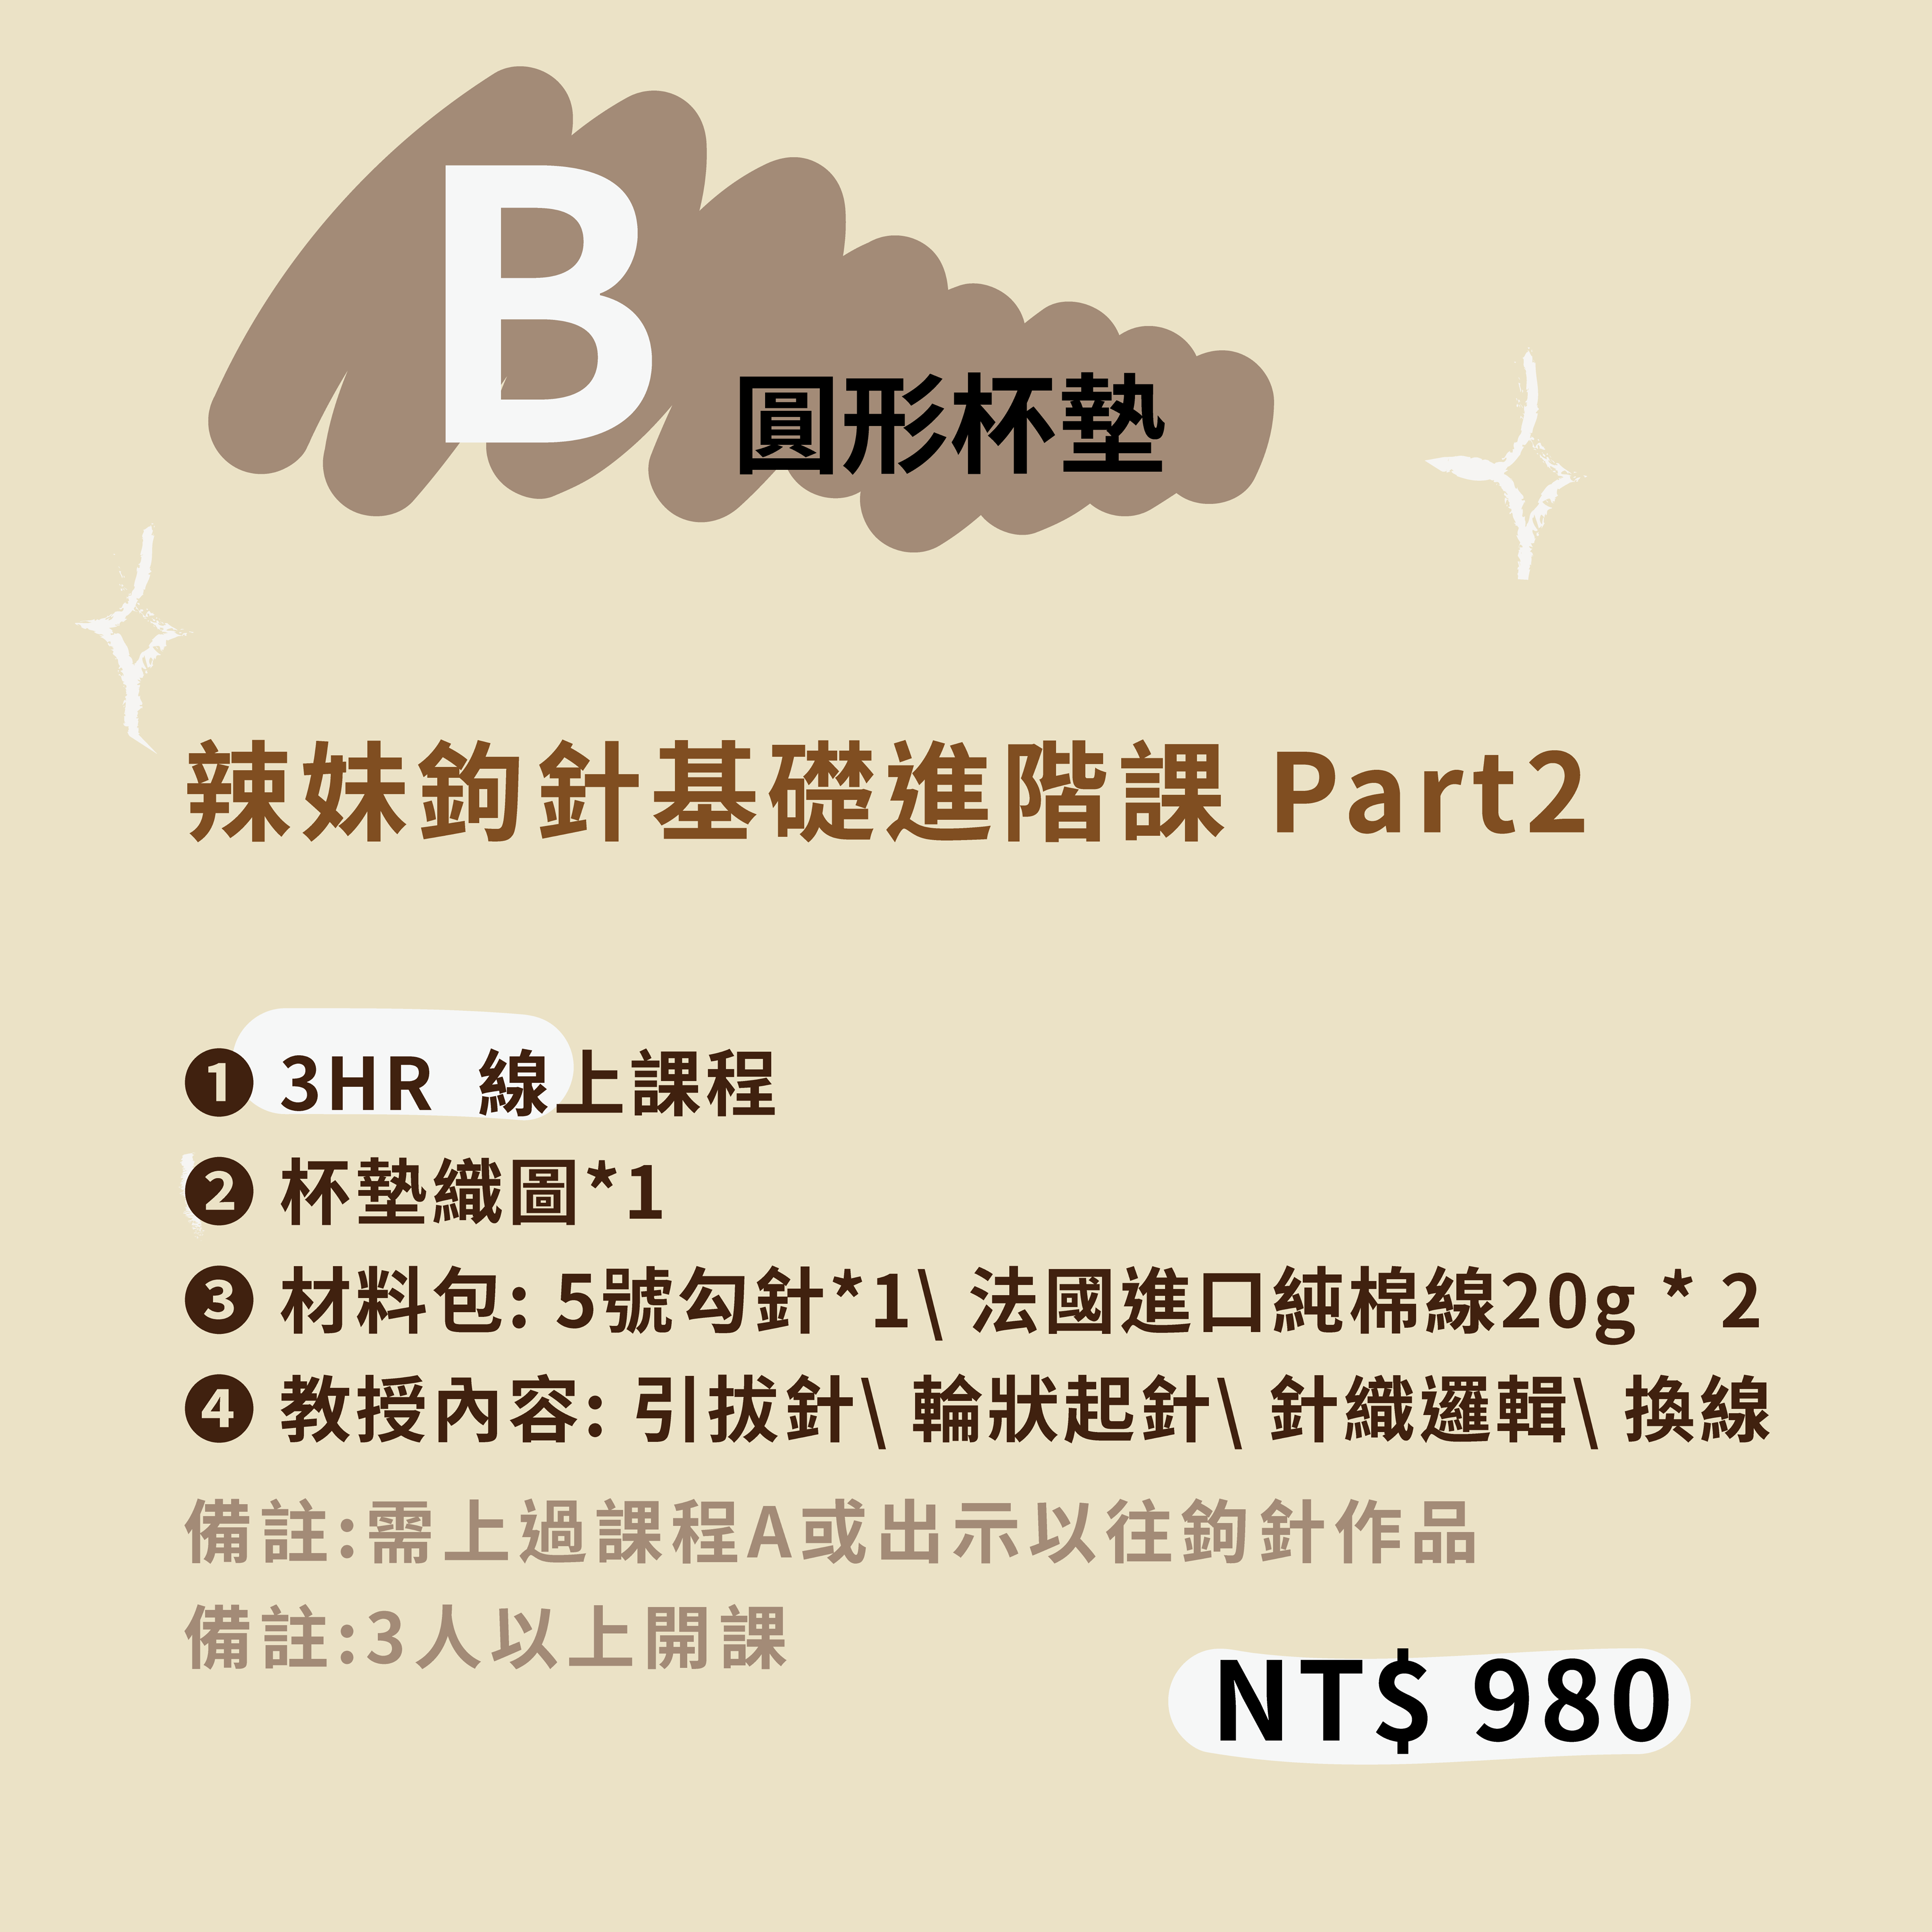 B
圓形杯墊
辣妹鉤針基礎進階課 Part2
❶ 3HR 線上課程
❷ 杯墊織圖*1
❸ 材料包: 5號勾針*1\ 法國進口純棉線20g * 2
❹ 教授內容: 引拔針\ 輪狀起針\ 針織邏輯\ 換線
備註:需上過課程A或出示以往鉤針作品
備註:3人以上開課
NT$ 980